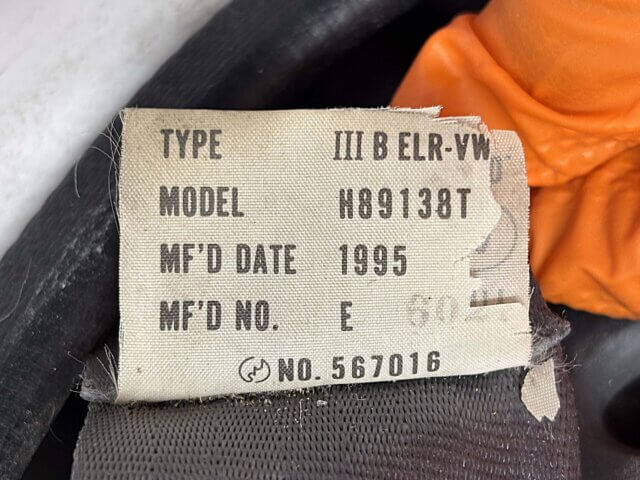 TYPE III B ELR-VW
MODEL H89138T
MF'D DATE 1995
MF'D NO. E
NO. 567016